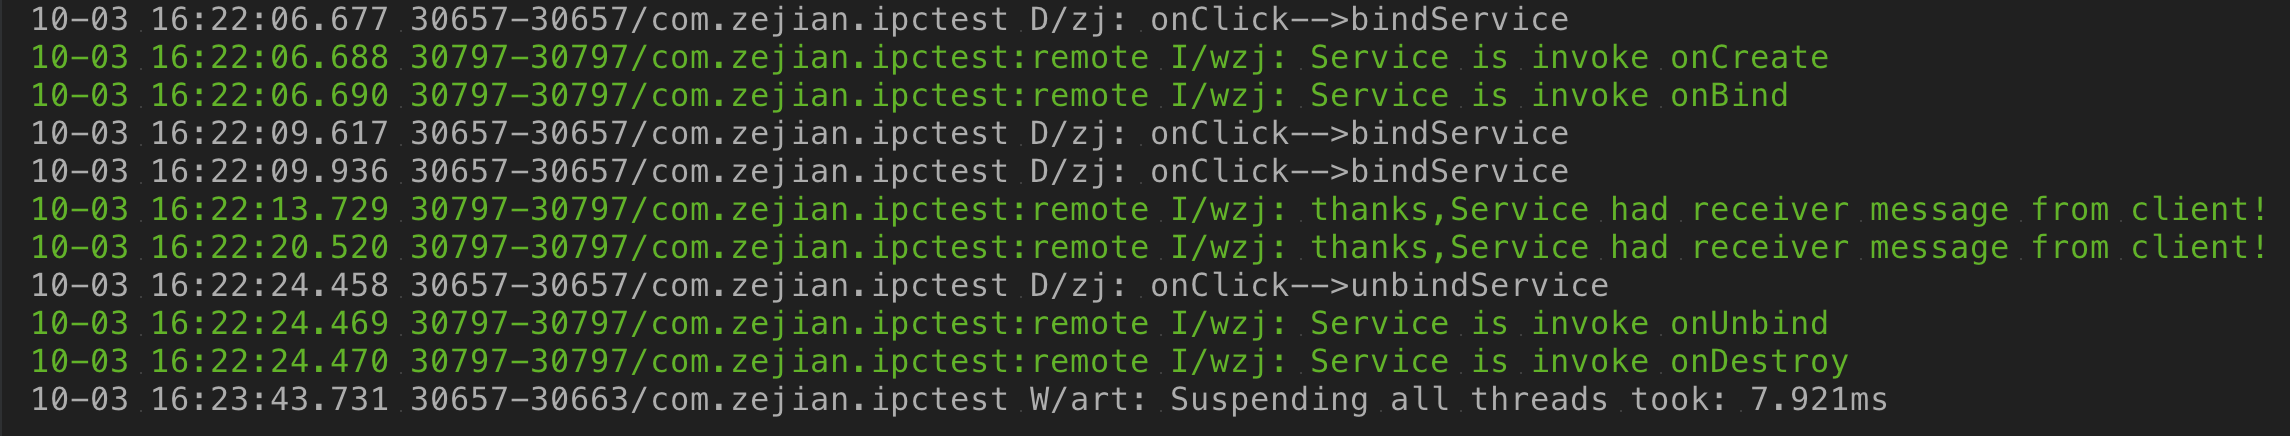 10-03 16:22:06.677 30657-30657/com.zejian.ipctest D/zj: onClick-->bindService
10-03 16:22:06.688 30797-30797/com.zejian.ipctest:remote I/wzj: Service is invoke onCreate
10-03 16:22:06.690 30797-30797/com.zejian.ipctest:remote I/wzj: Service is invoke onBind
10-03 16:22:09.617 30657-30657/com.zejian.ipctest D/zj: onClick-->bindService
10-03 16:22:09.936 30657-30657/com.zejian.ipctest D/zj: onClick-->bindService
10-03 16:22:13.729 30797-30797/com.zejian.ipctest:remote I/wzj: thanks,Service had receiver message from client!
10-03 16:22:20.520 30797-30797/com.zejian.ipctest:remote I/wzj: thanks,Service had receiver message from client!
10-03 16:22:24.458 30657-30657/com.zejian.ipctest D/zj: onClick-->unbindService
10-03 16:22:24.469 30797-30797/com.zejian.ipctest:remote I/wzj: Service is invoke onUnbind
10-03 16:22:24.470 30797-30797/com.zejian.ipctest:remote I/wzj: Service is invoke onDestroy
10-03 16:23:43.731 30657-30663/com.zejian.ipctest W/art: Suspending all threads took: 7.921ms